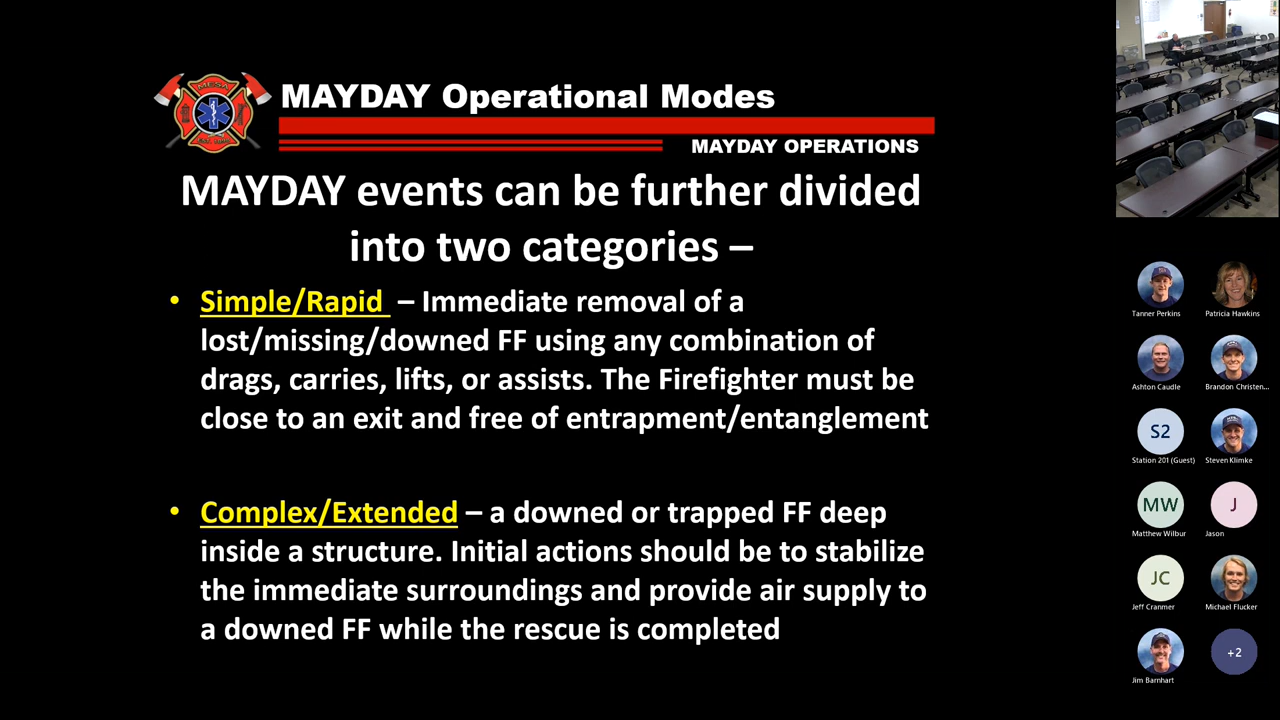 MAYDAY Operational Modes
MAYDAY OPERATIONS
MAYDAY events can be further divided
into two categories –
• Simple/Rapid – Immediate removal of a
lost/missing/downed FF using any combination of
drags, carries, lifts, or assists. The Firefighter must be
close to an exit and free of entrapment/entanglement
• Complex/Extended – a downed or trapped FF deep
inside a structure. Initial actions should be to stabilize
the immediate surroundings and provide air supply to
a downed FF while the rescue is completed
Tanner Perkins
Patricia Hawkins
Ashton Caudle
Brandon Christen...
S2
Station 201 (Guest)
Steven Klimke
MW
Matthew Wilbur
J
Jason
JC
Jeff Cranmer
Michael Flucker
Jim Barnhart
+2